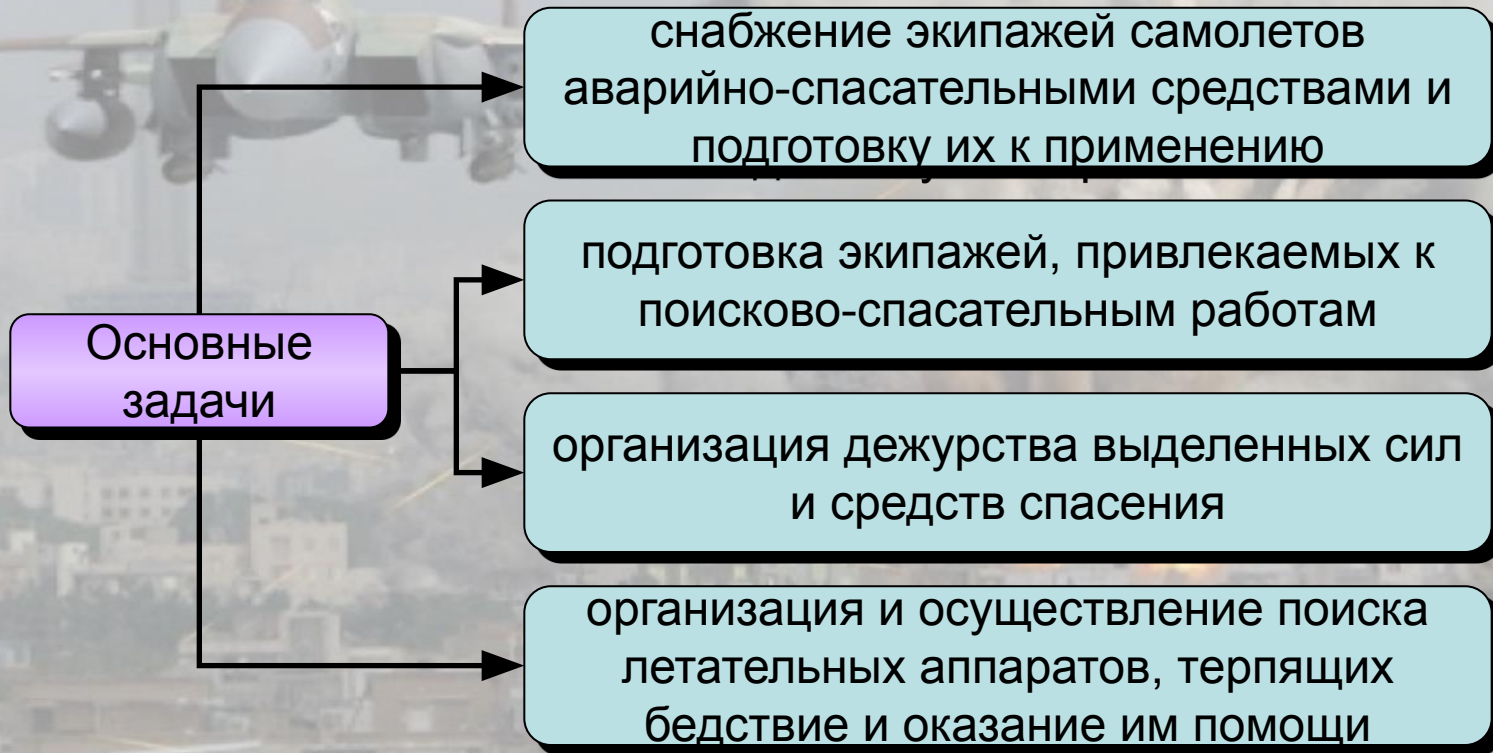 снабжение экипажей самолетов
аварийно-спасательными средствами и
подготовку их к применению
подготовка экипажей, привлекаемых к
поисково-спасательным работам
Основные
задачи
организация дежурства выделенных сил
и средств спасения
организация и осуществление поиска
летательных аппаратов, терпящих
бедствие и оказание им помощи